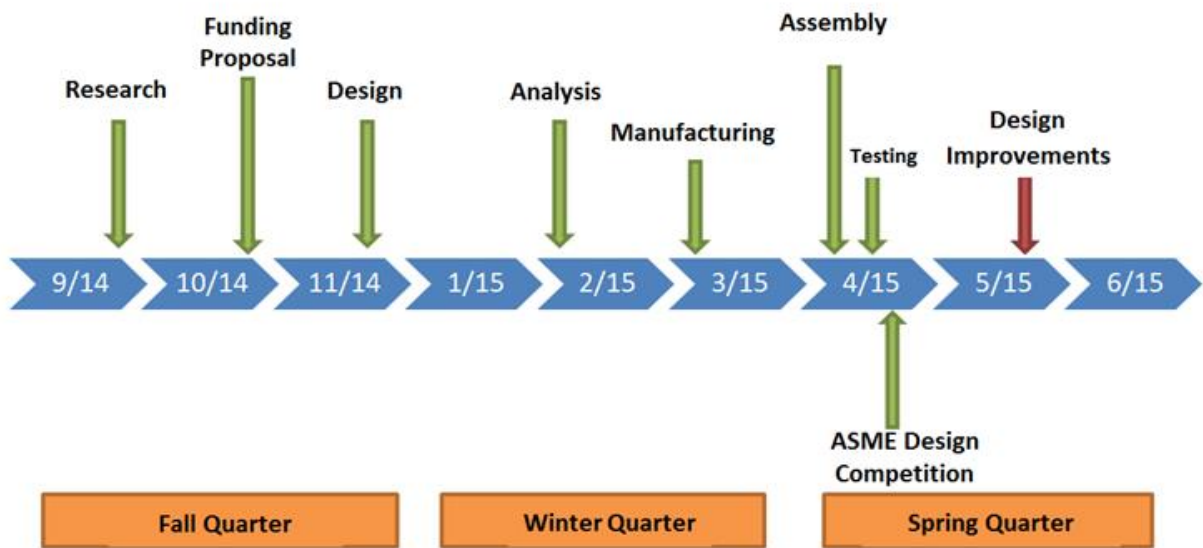 Funding
Proposal
Assembly
Research
Design
Analysis
Manufacturing
Testing
Design
Improvements
9/14
10/14
11/14
1/15
2/15
3/15
4/15
5/15
6/15
ASME Design
Competition
Fall Quarter
Winter Quarter
Spring Quarter